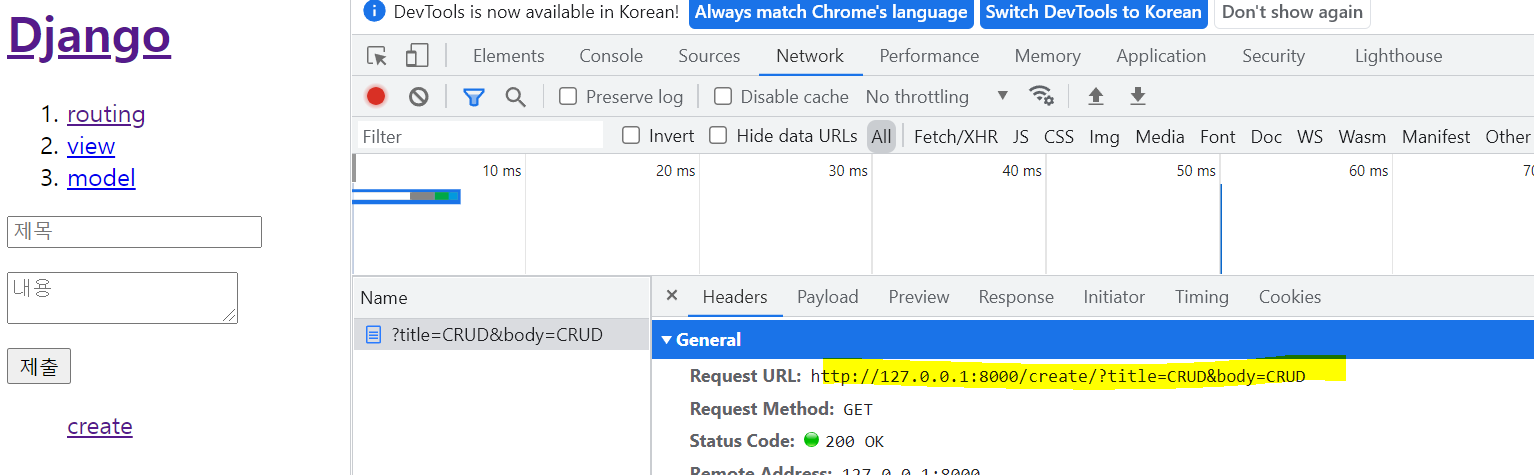 Django
1. routing
2. view
3. model
제목
내용
제출
create
DevTools is now available in Korean! Always match Chrome's language Switch DevTools to Korean Don't show again
Elements Console Sources Network Performance Memory Application Security Lighthouse
Preserve log Disable cache No throttling
Filter Invert Hide data URLs All Fetch/XHR JS CSS Img Media Font Doc WS Wasm Manifest Other
10 ms 20 ms 30 ms 40 ms 50 ms 60 ms 70
Name
?title=CRUD&body=CRUD
Headers Payload Preview Response Initiator Timing Cookies
General
Request URL: http://127.0.0.1:8000/create/?title=CRUD&body=CRUD
Request Method: GET
Status Code: 200 OK
Remote Address: 127.0.0.1:8000